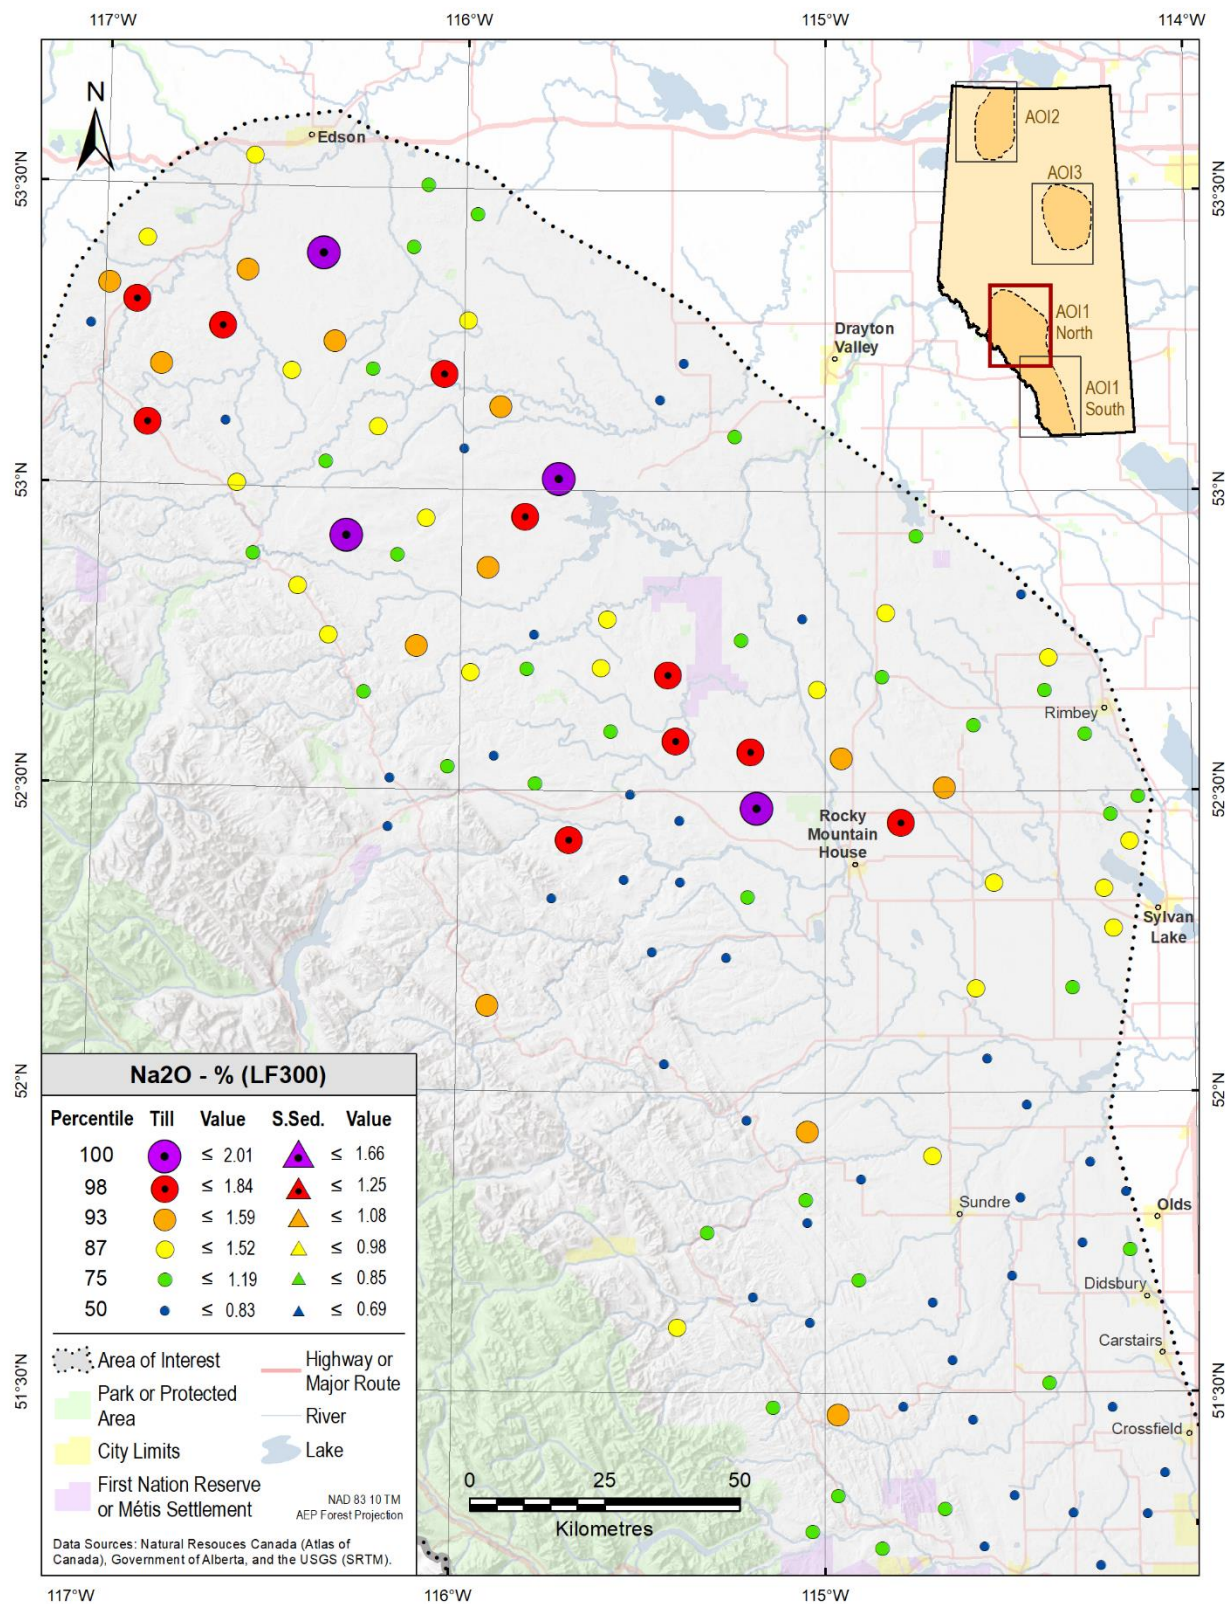 117°W 116°W 115°W 114°W
N
Edson
AOI2
53°30'N 53°30'N
AOI3
AOI1
North
Drayton
Valley
AOI1
South
53°N 53°N
Rimbey
52°30'N 52°30'N
Rocky
Mountain
House
Sylvan
Lake
52°N 52°N
Sundre
Olds
Didsbury
Carstairs
51°30'N 51°30'N
Crossfield
Na2O - % (LF300)
Percentile Till Value S.Sed. Value
100 ≤ 2.01 ≤ 1.66
98 ≤ 1.84 ≤ 1.25
93 ≤ 1.59 ≤ 1.08
87 ≤ 1.52 ≤ 0.98
75 ≤ 1.19 ≤ 0.85
50 ≤ 0.83 ≤ 0.69
Area of Interest
Park or Protected
Area
City Limits
First Nation Reserve
or Métis Settlement
Highway or
Major Route
River
Lake
NAD 83 10 TM
AEP Forest Projection
Data Sources: Natural Resouces Canada (Atlas of
Canada), Government of Alberta, and the USGS (SRTM).
0 25 50
Kilometres
117°W 116°W 115°W